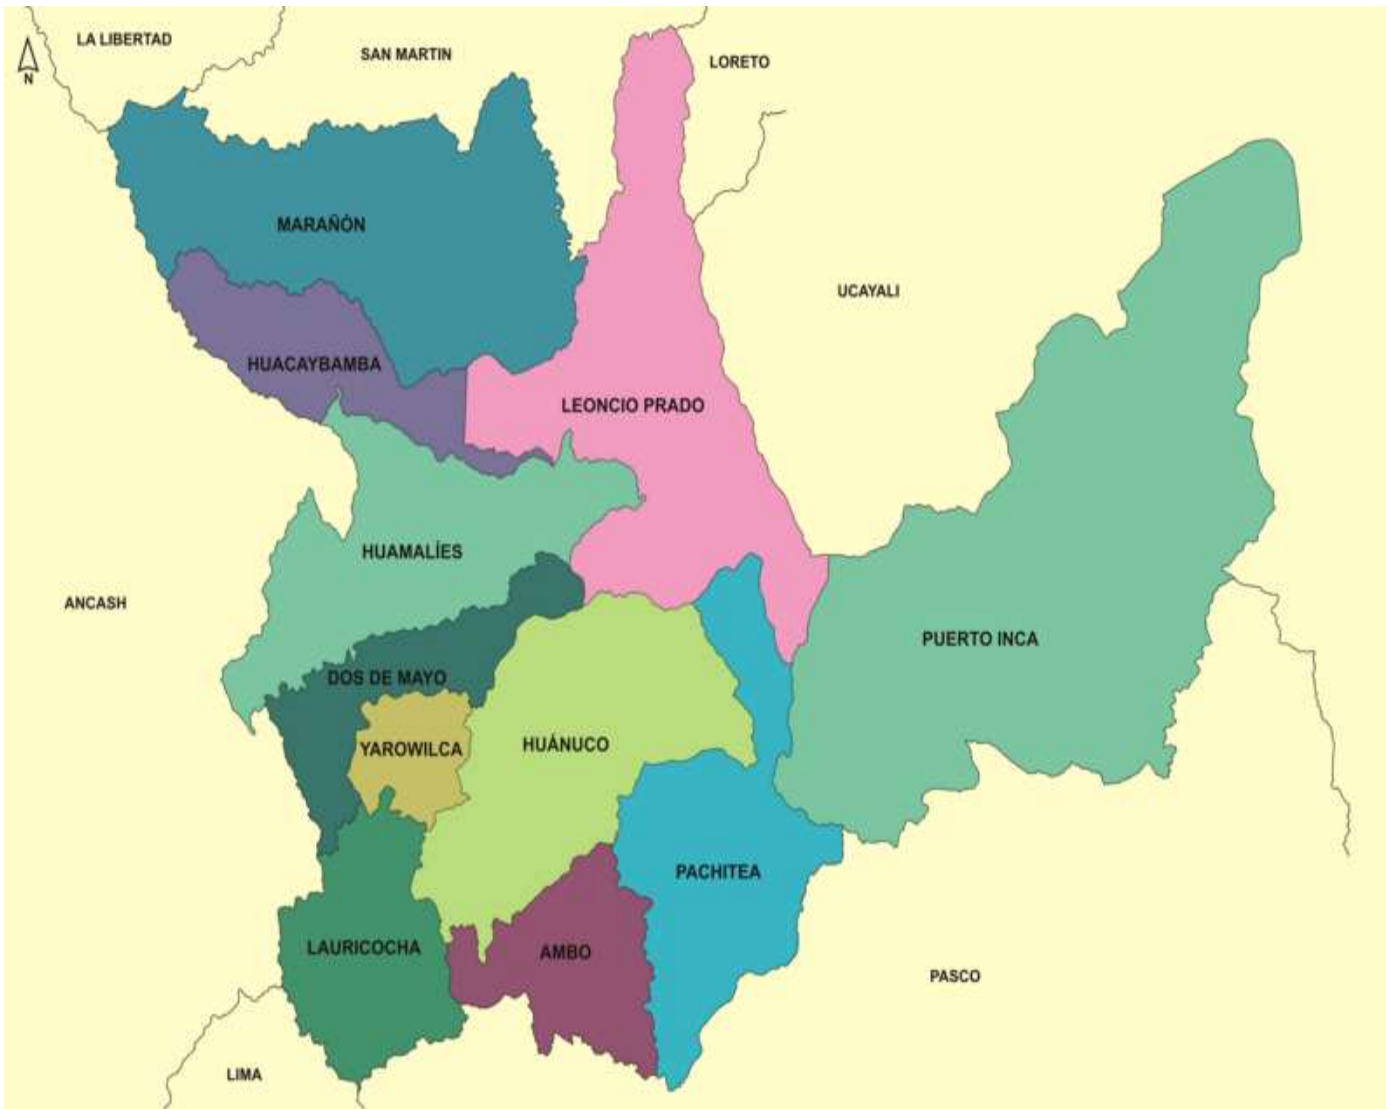 LA LIBERTAD
SAN MARTIN
LORETO
N
MARAÑÓN
UCAYALI
HUACAYBAMBA
LEONCIO PRADO
HUAMALÍES
ANCASH
PUERTO INCA
DOS DE MAYO
YAROWILCA
HUÁNUCO
PACHITEA
LAURICOCHA
AMBO
PASCO
LIMA